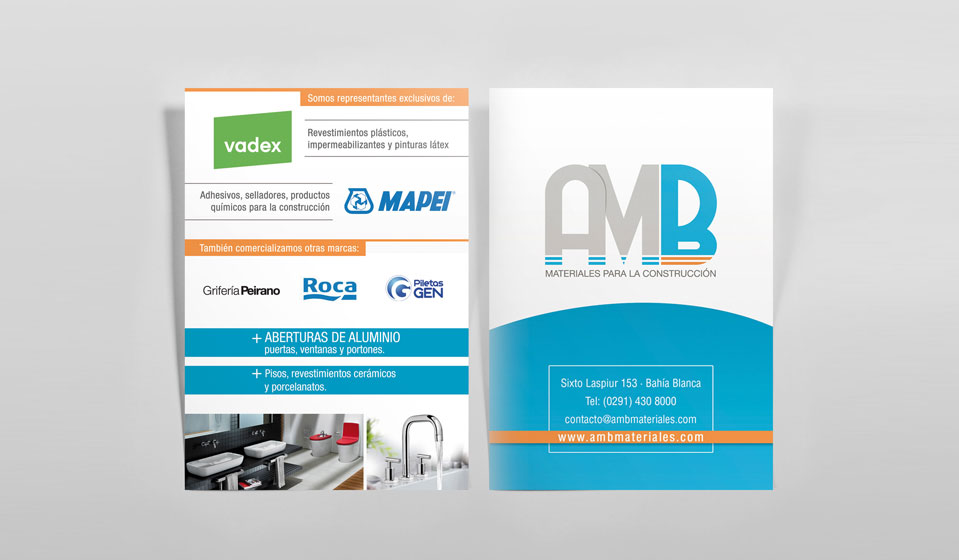 Somos representantes exclusivos de:
vadex
Revestimientos plásticos,
impermeabilizantes y pinturas látex
Adhesivos, selladores, productos
químicos para la construcción
MAPEI®
También comercializamos otras marcas:
Grifería Peirano
Roca
Piletas
GEN
+ ABERTURAS DE ALUMINIO
puertas, ventanas y portones.
+ Pisos, revestimientos cerámicos
y porcelanatos.
AMB
MATERIALES PARA LA CONSTRUCCIÓN
Sixto Laspiur 153 · Bahía Blanca
Tel: (0291) 430 8000
contacto@ambmateriales.com
www.ambmateriales.com